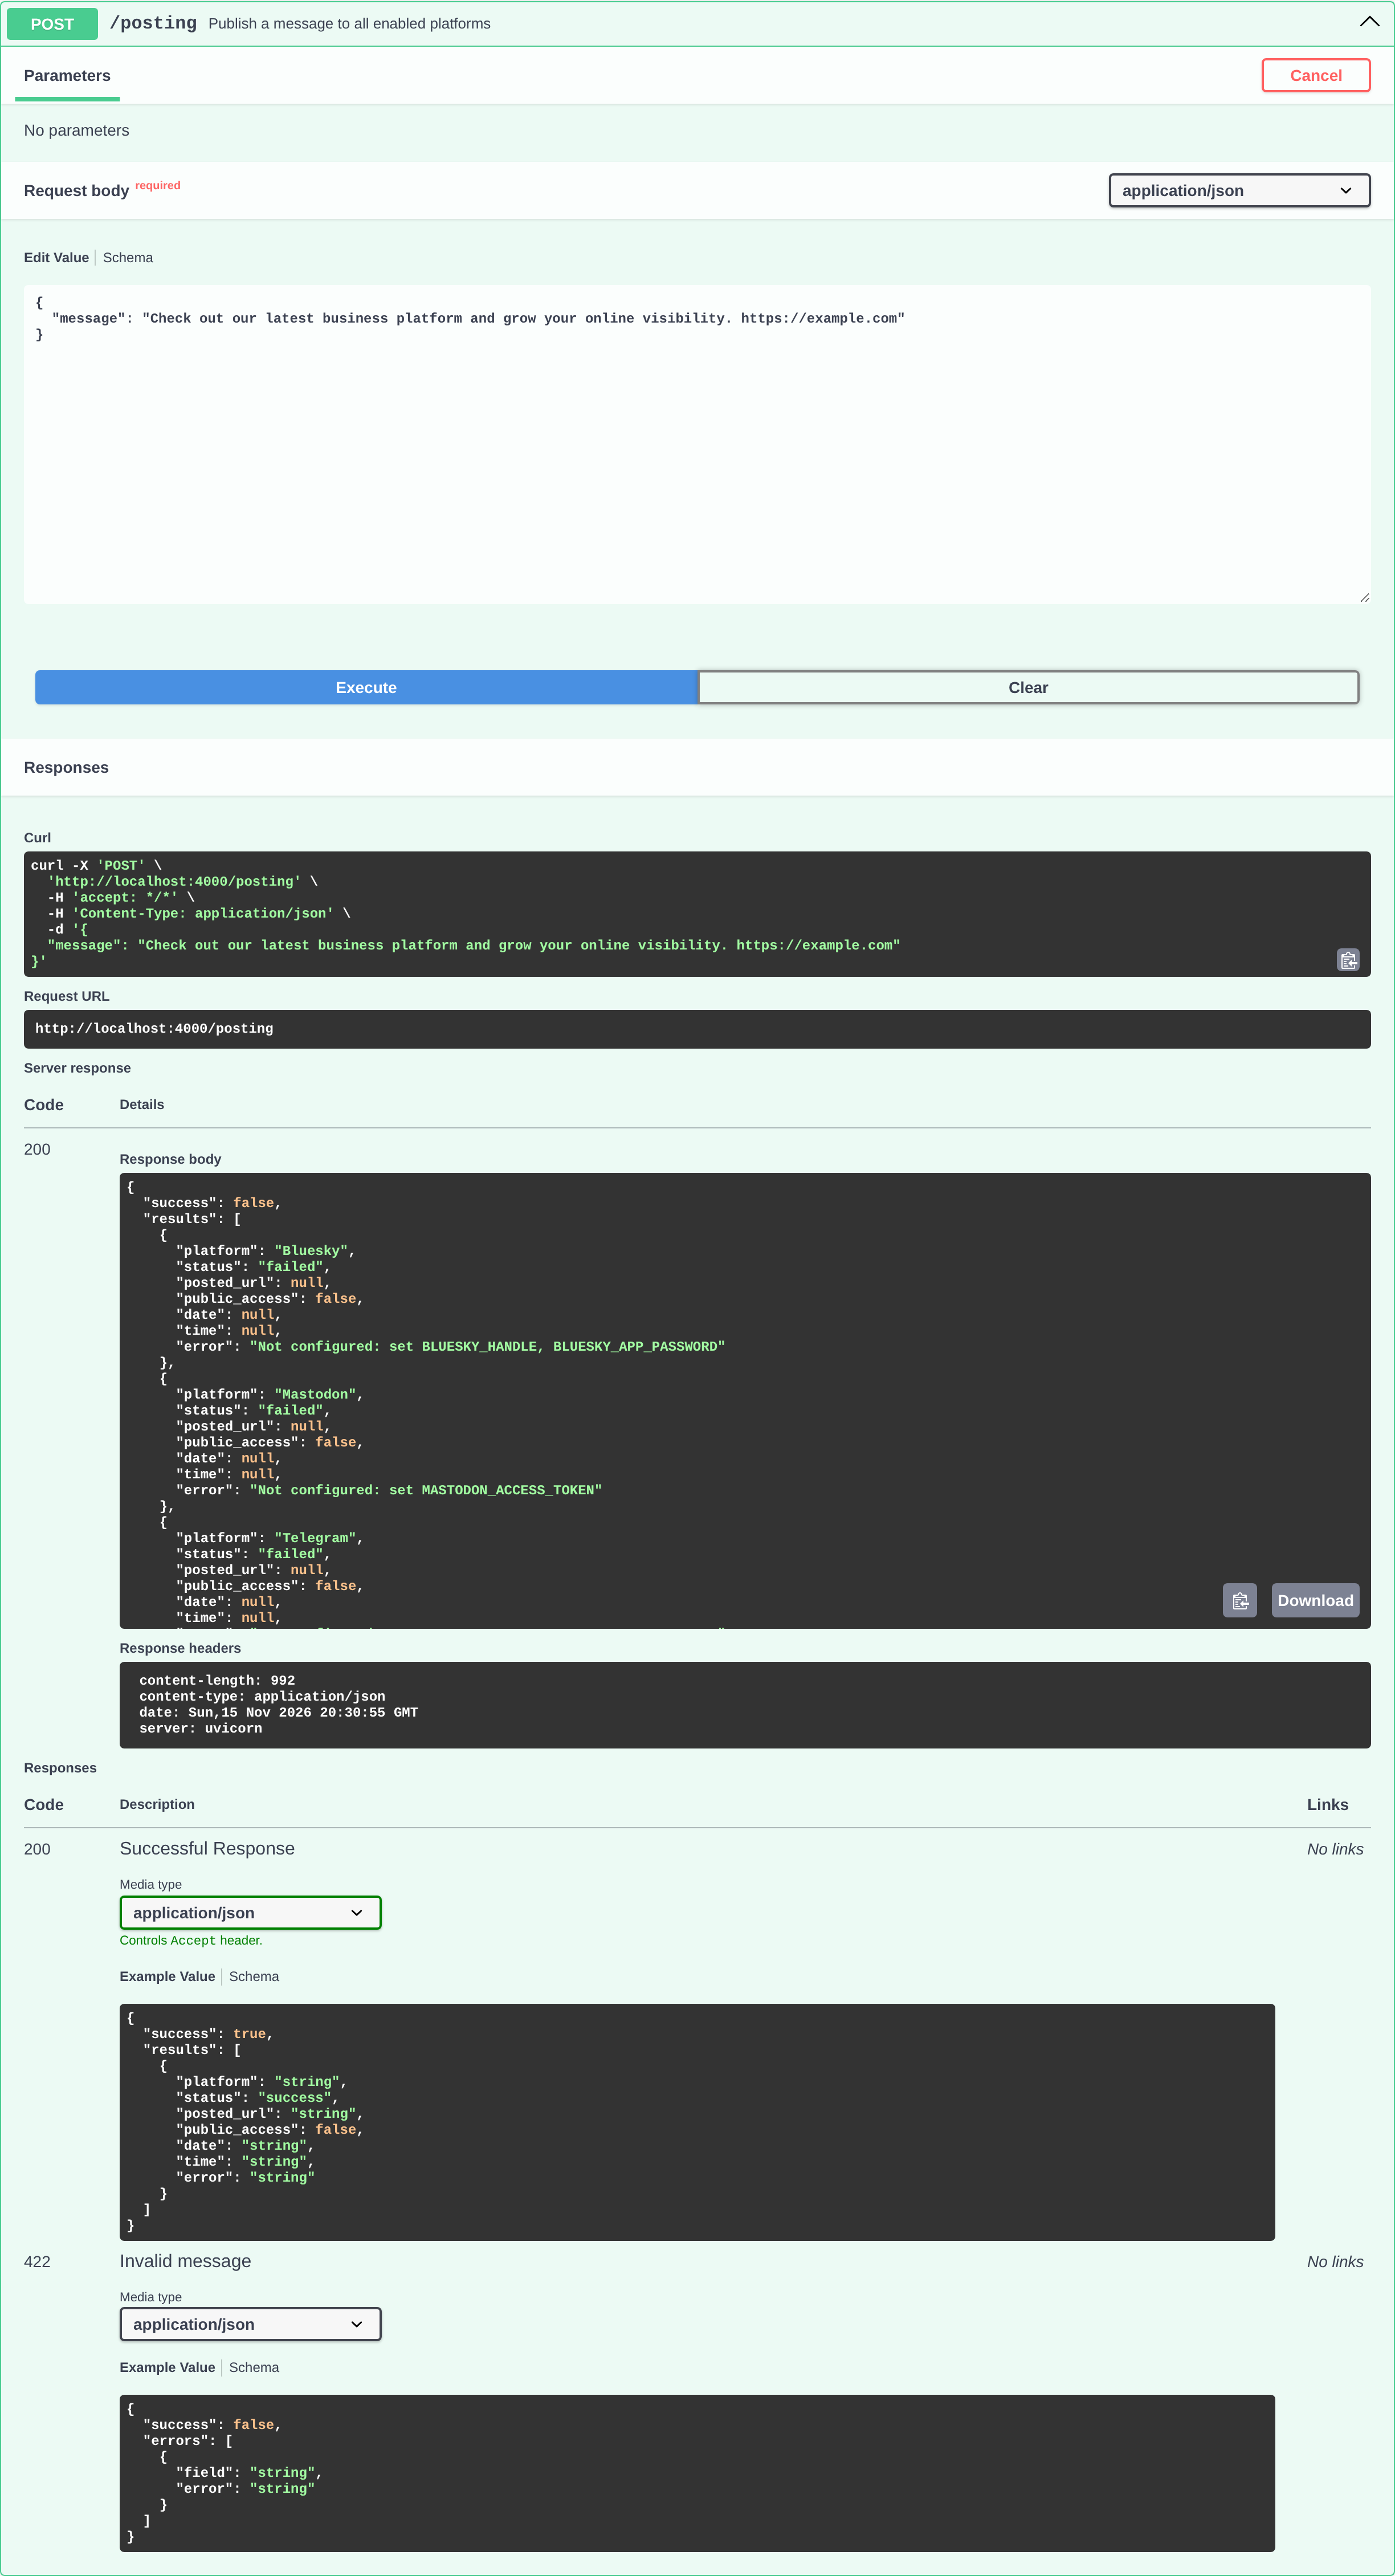 POST /posting Publish a message to all enabled platforms
Parameters
Cancel
No parameters
Request body required
application/json
Edit Value Schema
{
  "message": "Check out our latest business platform and grow your online visibility. https://example.com"
}
Execute
Clear
Responses
Curl
curl -X 'POST' \
  'http://localhost:4000/posting' \
  -H 'accept: */*' \
  -H 'Content-Type: application/json' \
  -d '{
  "message": "Check out our latest business platform and grow your online visibility. https://example.com"
}'
Request URL
http://localhost:4000/posting
Server response
Code Details
200
Response body
{
  "success": false,
  "results": [
    {
      "platform": "Bluesky",
      "status": "failed",
      "posted_url": null,
      "public_access": false,
      "date": null,
      "time": null,
      "error": "Not configured: set BLUESKY_HANDLE, BLUESKY_APP_PASSWORD"
    },
    {
      "platform": "Mastodon",
      "status": "failed",
      "posted_url": null,
      "public_access": false,
      "date": null,
      "time": null,
      "error": "Not configured: set MASTODON_ACCESS_TOKEN"
    },
    {
      "platform": "Telegram",
      "status": "failed",
      "posted_url": null,
      "public_access": false,
      "date": null,
      "time": null,
Download
Response headers
content-length: 992
content-type: application/json
date: Sun,15 Nov 2026 20:30:55 GMT
server: uvicorn
Responses
Code Description Links
200 Successful Response No links
Media type
application/json
Controls Accept header.
Example Value Schema
{
  "success": true,
  "results": [
    {
      "platform": "string",
      "status": "success",
      "posted_url": "string",
      "public_access": false,
      "date": "string",
      "time": "string",
      "error": "string"
    }
  ]
}
422 Invalid message No links
Media type
application/json
Example Value Schema
{
  "success": false,
  "errors": [
    {
      "field": "string",
      "error": "string"
    }
  ]
}